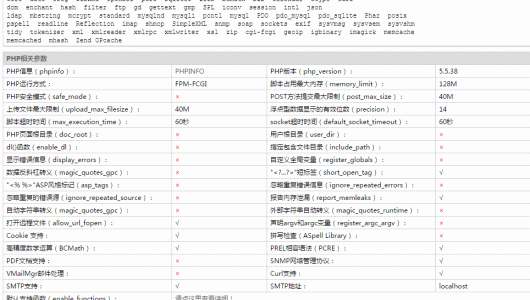 dom enchant hash filter ftp gd gettext gmp SPL iconv session intl json
ldap mbstring mcrypt standard mysqlnd mysqli pcntl mysql PDO pdo_mysql pdo_sqlite Phar posix
pspell readline Reflection imap shmop SimpleXML snmp soap sockets exif sysvmsg sysvsem sysvshm
tidy tokenizer xml xmlreader xmlrpc xmlwriter xsl zip cgi-fcgi geoip igbinary imagick memcache
memcached mhash Zend OPcache
PHP相关参数
PHP信息（phpinfo）： PHPINFO PHP版本（php_version）： 5.5.38
PHP运行方式： FPM-FCGI 脚本占用最大内存（memory_limit）： 128M
PHP安全模式（safe_mode）： × POST方法提交最大限制（post_max_size）： 40M
上传文件最大限制（upload_max_filesize）： 40M 浮点型数据显示的有效位数（precision）： 14
脚本超时时间（max_execution_time）： 60秒 socket超时时间（default_socket_timeout）： 60秒
PHP页面根目录（doc_root）： × 用户根目录（user_dir）： ×
dl()函数（enable_dl）： × 指定包含文件目录（include_path）： ×
显示错误信息（display_errors）： × 自定义全局变量（register_globals）： ×
数据反斜杠转义（magic_quotes_gpc）： × "<?...?>"短标签（short_open_tag）： √
"<% %>"ASP风格标记（asp_tags）： × 忽略重复错误信息（ignore_repeated_errors）： ×
忽略重复的错误源（ignore_repeated_source）： × 报告内存泄漏（report_memleaks）： √
自动字符串转义（magic_quotes_gpc）： × 外部字符串自动转义（magic_quotes_runtime）： ×
打开远程文件（allow_url_fopen）： √ 声明argv和argc变量（register_argc_argv）： ×
Cookie 支持： √ 拼写检查（ASpell Library）： ×
高精度数学运算（BCMath）： √ PREL相容语法（PCRE）： √
PDF文档支持： × SNMP网络管理协议： √
VMailMgr邮件处理： × Curl支持： √
SMTP支持： √ SMTP地址： localhost
默认支持函数（enable_functions）： 请点这里查看详细！